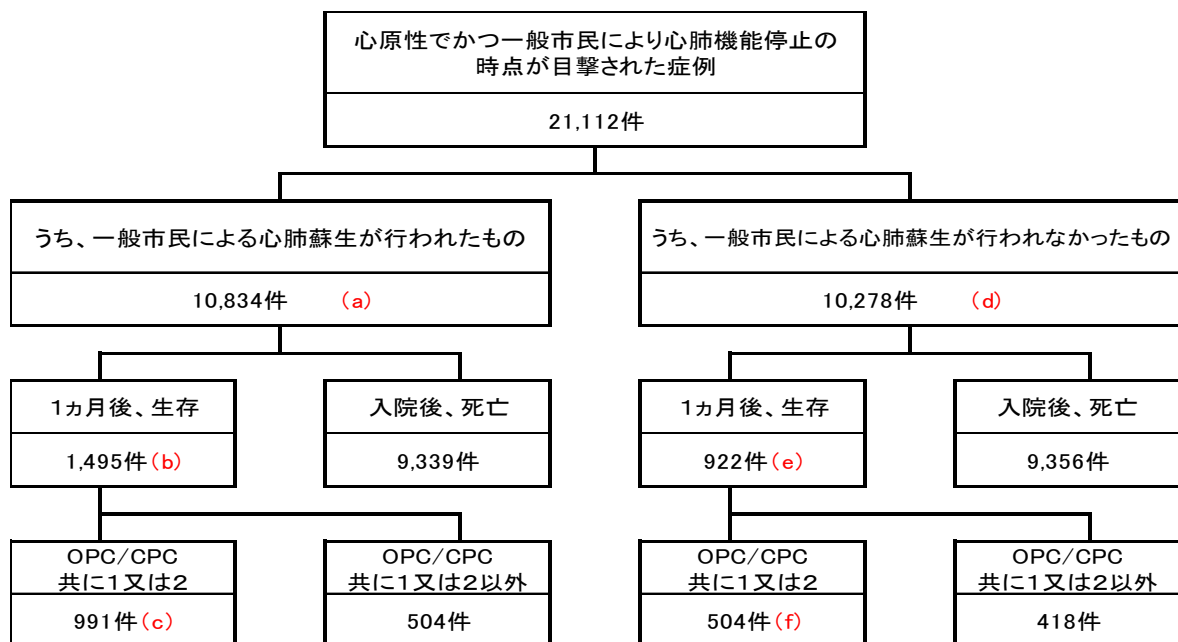 心原性でかつ一般市民により心肺機能停止の
時点が目撃された症例
21,112件
うち、一般市民による心肺蘇生が行われたもの
10,834件 （a）
うち、一般市民による心肺蘇生が行われなかったもの
10,278件 （d）
1ヵ月後、生存
1,495件（b）
入院後、死亡
9,339件
1ヵ月後、生存
922件（e）
入院後、死亡
9,356件
OPC/CPC
共に1又は2
991件（c）
OPC/CPC
共に1又は2以外
504件
OPC/CPC
共に1又は2
504件（f）
OPC/CPC
共に1又は2以外
418件